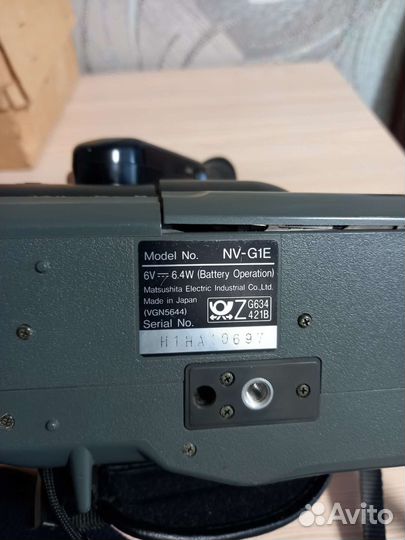 Model No. NV-G1E
6V ⎓ 6.4W (Battery Operation)
Matsushita Electric Industrial Co., Ltd.
Made in Japan
(VGN5644)
Z G634
421B
Serial No.
H1HA10697
Avito